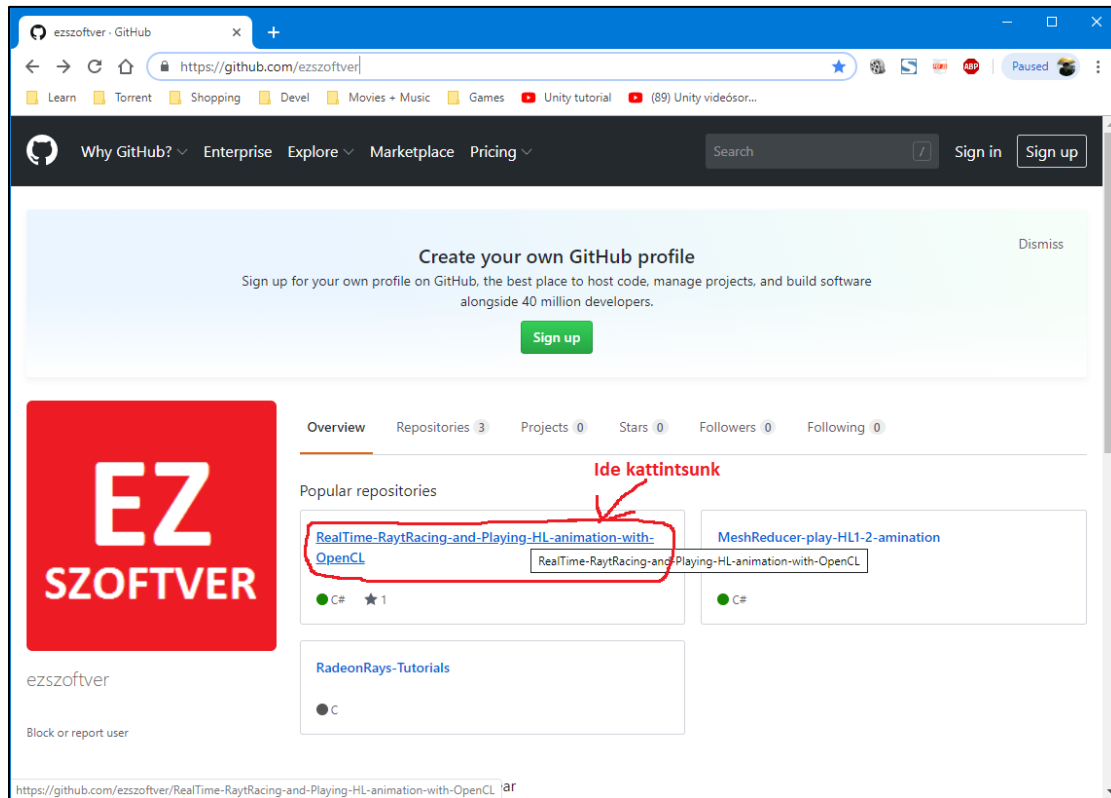 ezszoftver · GitHub
https://github.com/ezszoftver
Paused
Learn Torrent Shopping Devel Movies + Music Games Unity tutorial (89) Unity videósor...
Why GitHub? Enterprise Explore Marketplace Pricing Search / Sign in Sign up
Dismiss
Create your own GitHub profile
Sign up for your own profile on GitHub, the best place to host code, manage projects, and build software
alongside 40 million developers.
Sign up
EZ
SZOFTVER
ezszoftver
Block or report user
Overview Repositories 3 Projects 0 Stars 0 Followers 0 Following 0
Ide kattintsunk
Popular repositories
RealTime-RaytRacing-and-Playing-HL-animation-with-
OpenCL
RealTime-RaytRacing-and-Playing-HL-animation-with-OpenCL
C# 1
MeshReducer-play-HL1-2-amination
C#
RadeonRays-Tutorials
C
https://github.com/ezszoftver/RealTime-RaytRacing-and-Playing-HL-animation-with-OpenCL